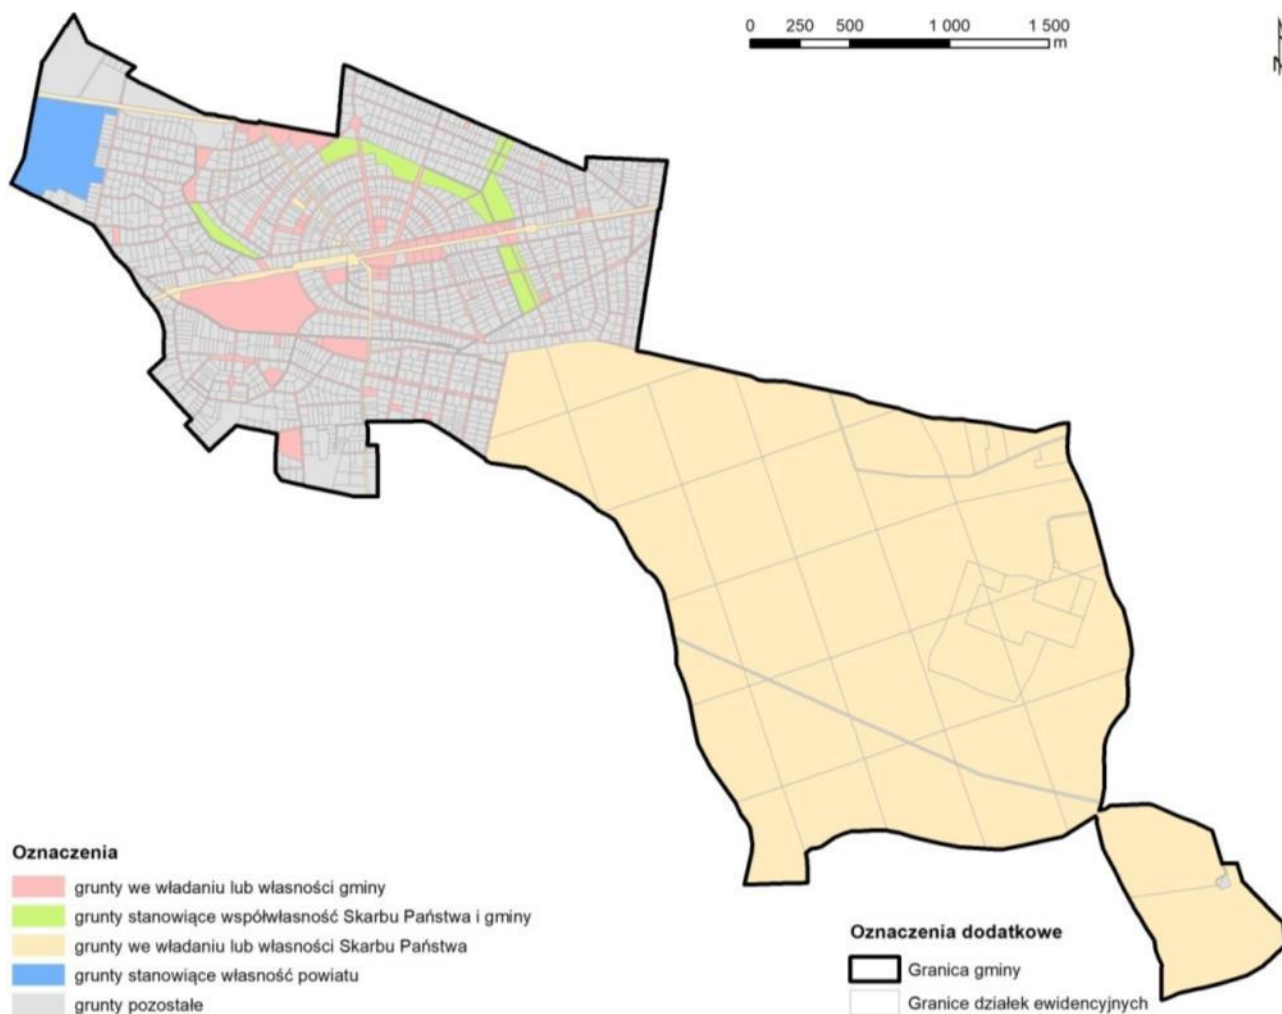 0 250 500 1 000 1 500
m
Oznaczenia
grunty we władaniu lub własności gminy
grunty stanowiące współwłasność Skarbu Państwa i gminy
grunty we władaniu lub własności Skarbu Państwa
grunty stanowiące własność powiatu
grunty pozostałe
Oznaczenia dodatkowe
Granica gminy
Granice działek ewidencyjnych